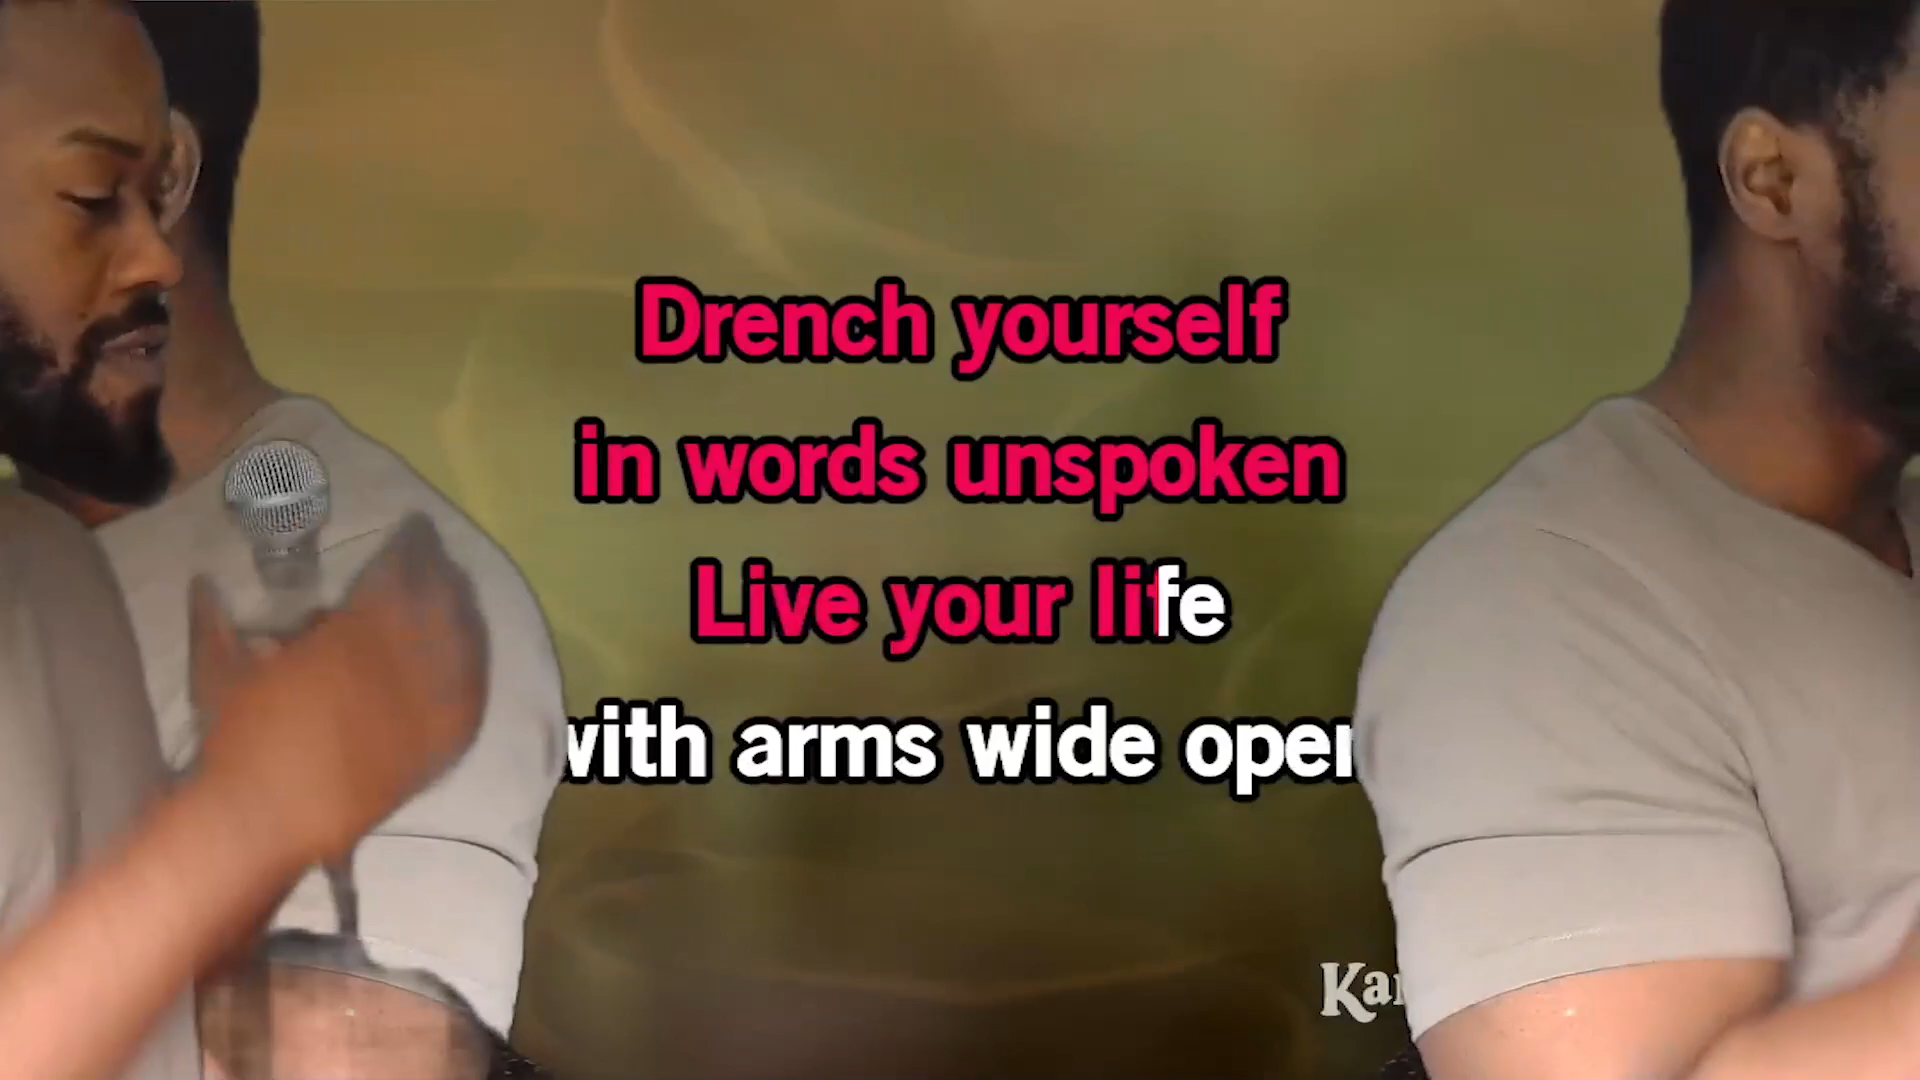 Drench yourself
in words unspoken
Live your life
with arms wide open